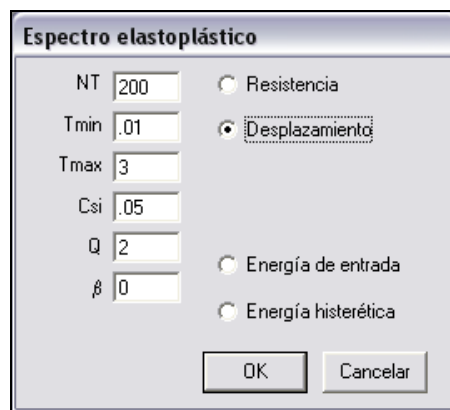 Espectro elastoplástico
NT 200
Resistencia
Tmin .01
Desplazamiento
Tmax 3
Csi .05
Q 2
Energía de entrada
β 0
Energía histerética
OK
Cancelar